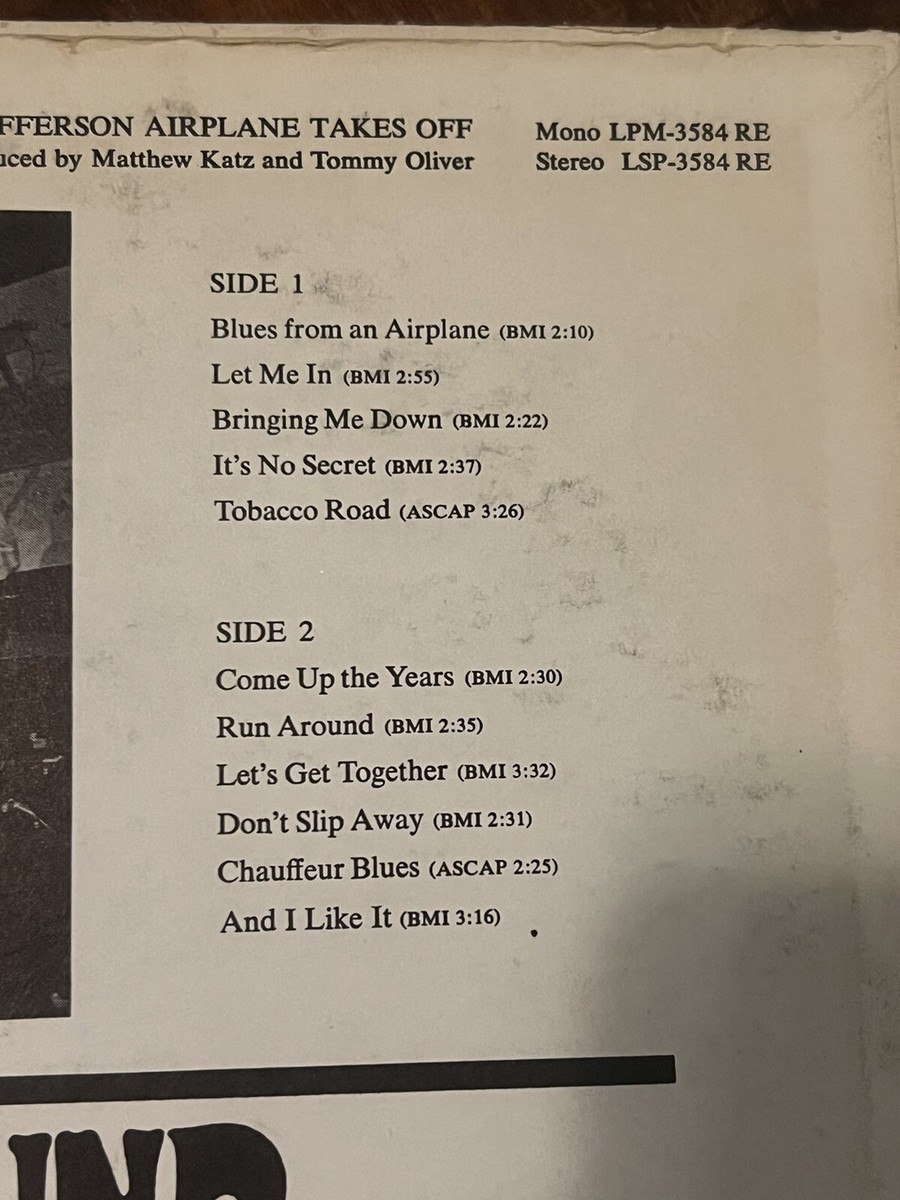 FFERSON AIRPLANE TAKES OFF
uced by Matthew Katz and Tommy Oliver
Mono LPM-3584 RE
Stereo LSP-3584 RE
SIDE 1
Blues from an Airplane (BMI 2:10)
Let Me In (BMI 2:55)
Bringing Me Down (BMI 2:22)
It's No Secret (BMI 2:37)
Tobacco Road (ASCAP 3:26)
SIDE 2
Come Up the Years (BMI 2:30)
Run Around (BMI 2:35)
Let's Get Together (BMI 3:32)
Don't Slip Away (BMI 2:31)
Chauffeur Blues (ASCAP 2:25)
And I Like It (BMI 3:16)